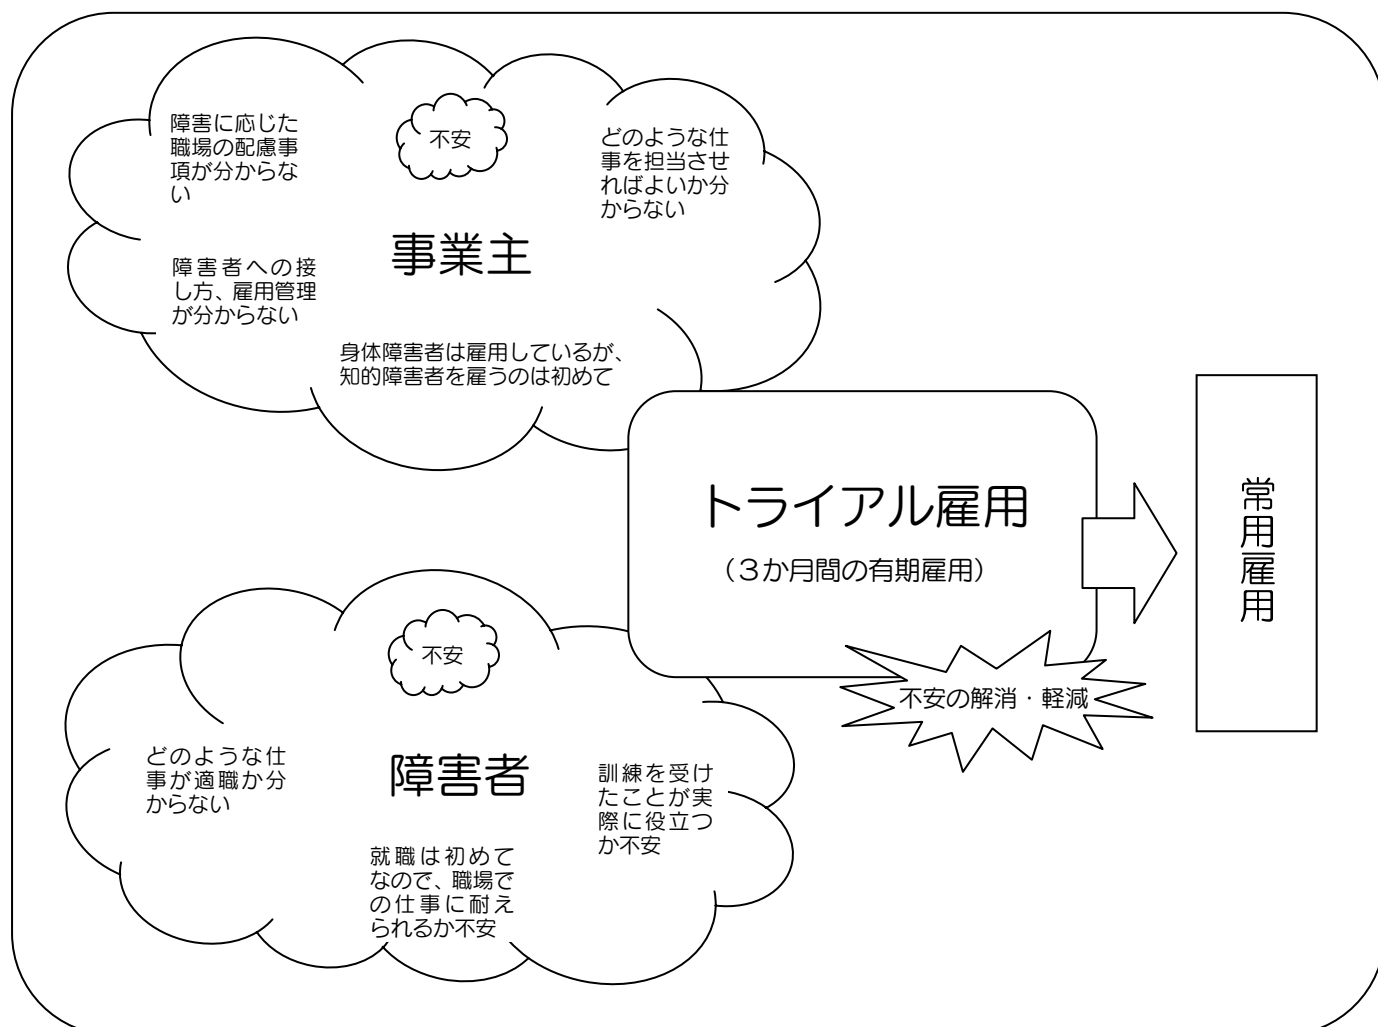 不安
障害に応じた
職場の配慮事
項が分からな
い
どのような仕
事を担当させ
ればよいか分
からない
事業主
障害者への接
し方、雇用管理
が分からない
身体障害者は雇用しているが、
知的障害者を雇うのは初めて
トライアル雇用
（３か月間の有期雇用）
常用雇用
不安の解消・軽減
不安
障害者
どのような仕
事が適職か分
からない
訓練を受け
たことが実
際に役立つ
か不安
就職は初めて
なので、職場で
の仕事に耐え
られるか不安